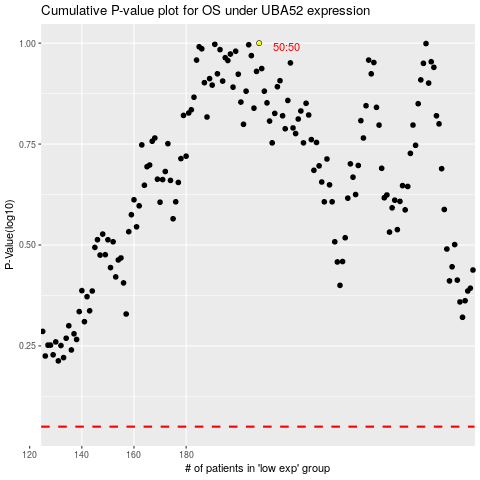 Cumulative P-value plot for OS under UBA52 expression
1.00
50:50
0.75
P-Value(log10)
0.50
0.25
120 140 160 180
# of patients in 'low exp' group